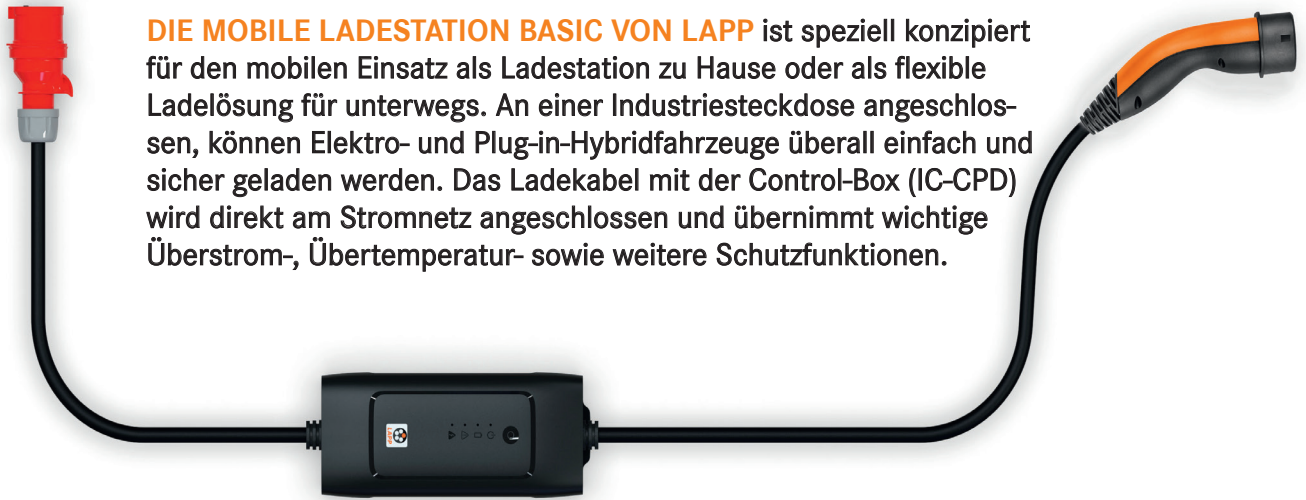 DIE MOBILE LADESTATION BASIC VON LAPP ist speziell konzipiert
für den mobilen Einsatz als Ladestation zu Hause oder als flexible
Ladelösung für unterwegs. An einer Industriesteckdose angeschlos-
sen, können Elektro- und Plug-in-Hybridfahrzeuge überall einfach und
sicher geladen werden. Das Ladekabel mit der Control-Box (IC-CPD)
wird direkt am Stromnetz angeschlossen und übernimmt wichtige
Überstrom-, Übertemperatur- sowie weitere Schutzfunktionen.
LAPP